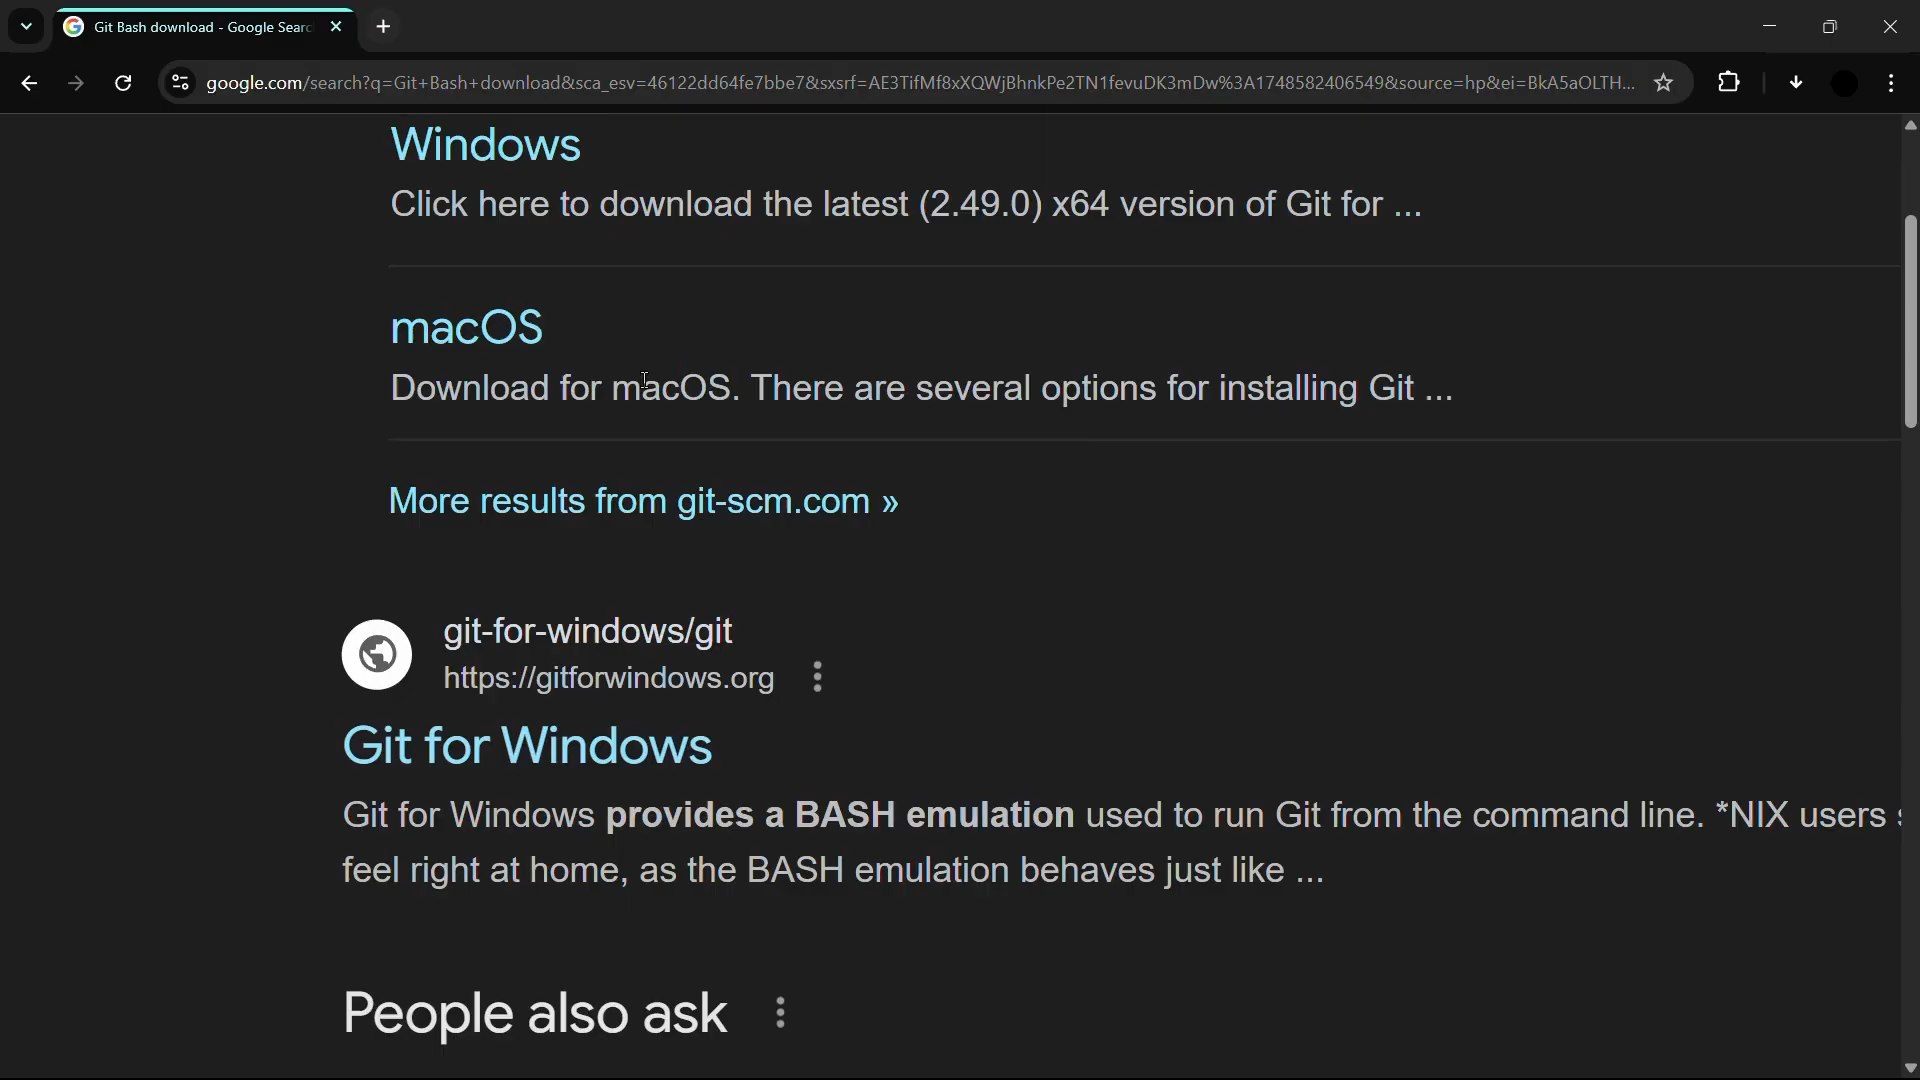 Git Bash download - Google Searc
google.com/search?q=Git+Bash+download&sca_esv=46122dd64fe7bbe7&sxsrf=AE3TifMf8xXQWjBhnkPe2TN1fevuDK3mDw%3A1748582406549&source=hp&ei=BkA5aOLTH...
Windows
Click here to download the latest (2.49.0) x64 version of Git for ...
macOS
Download for macOS. There are several options for installing Git ...
More results from git-scm.com »
git-for-windows/git
https://gitforwindows.org
Git for Windows
Git for Windows provides a BASH emulation used to run Git from the command line. *NIX users
feel right at home, as the BASH emulation behaves just like ...
People also ask